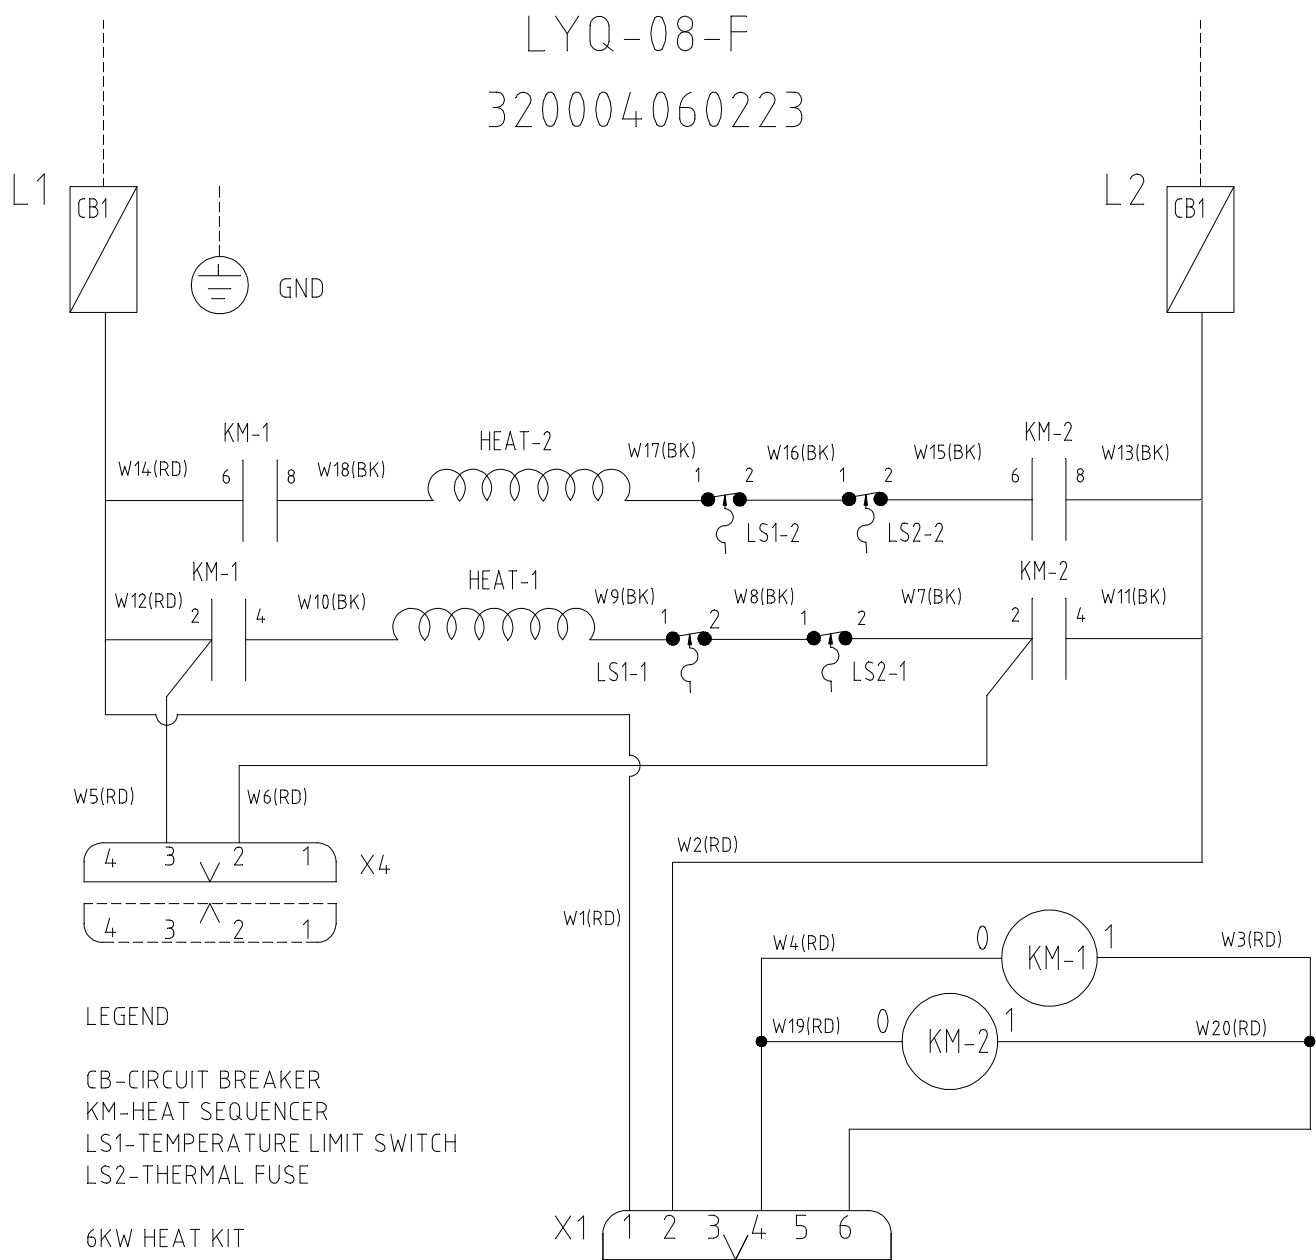 LYQ-08-F
320004060223
L1
CB1
L2
CB1
GND
KM-1
HEAT-2
KM-2
W14(RD)
6
8
W18(BK)
W17(BK)
1
2
W16(BK)
1
2
W15(BK)
6
8
W13(BK)
LS1-2
LS2-2
KM-1
HEAT-1
KM-2
W12(RD)
2
4
W10(BK)
W9(BK)
1
2
W8(BK)
1
2
W7(BK)
2
4
W11(BK)
LS1-1
LS2-1
W5(RD)
W6(RD)
4 3 2 1
X4
4 3 2 1
W2(RD)
W1(RD)
W4(RD)
0
KM-1
1
W3(RD)
W19(RD)
0
KM-2
1
W20(RD)
LEGEND
CB-CIRCUIT BREAKER
KM-HEAT SEQUENCER
LS1-TEMPERATURE LIMIT SWITCH
LS2-THERMAL FUSE
6KW HEAT KIT
X1
1 2 3 4 5 6